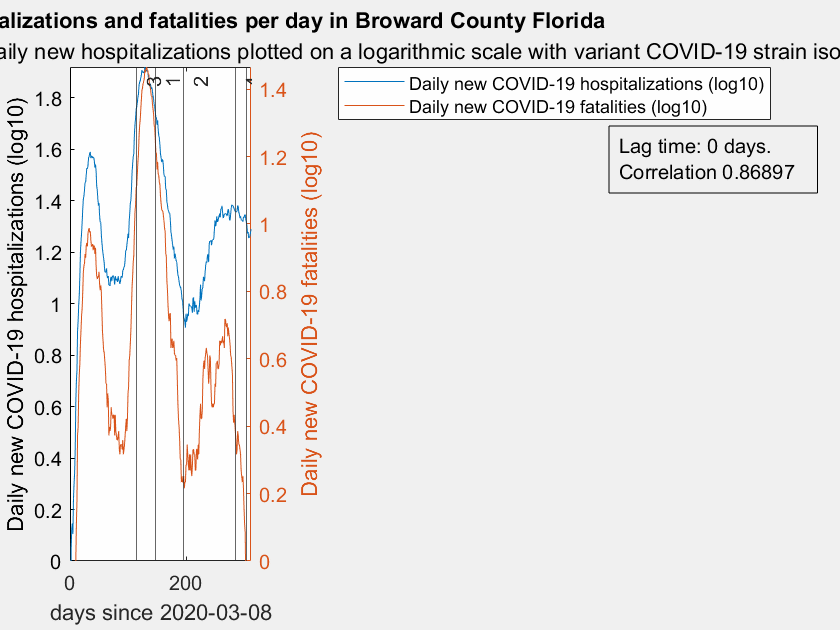 alizations and fatalities per day in Broward County Florida
aily new hospitalizations plotted on a logarithmic scale with variant COVID-19 strain iso
Daily new COVID-19 hospitalizations (log10)
Daily new COVID-19 fatalities (log10)
Lag time: 0 days.
Correlation 0.86897
3
1
2
Daily new COVID-19 hospitalizations (log10)
1.8
1.6
1.4
1.2
1
0.8
0.6
0.4
0.2
0
1.4
1.2
1
0.8
0.6
0.4
0.2
0
Daily new COVID-19 fatalities (log10)
0
200
days since 2020-03-08